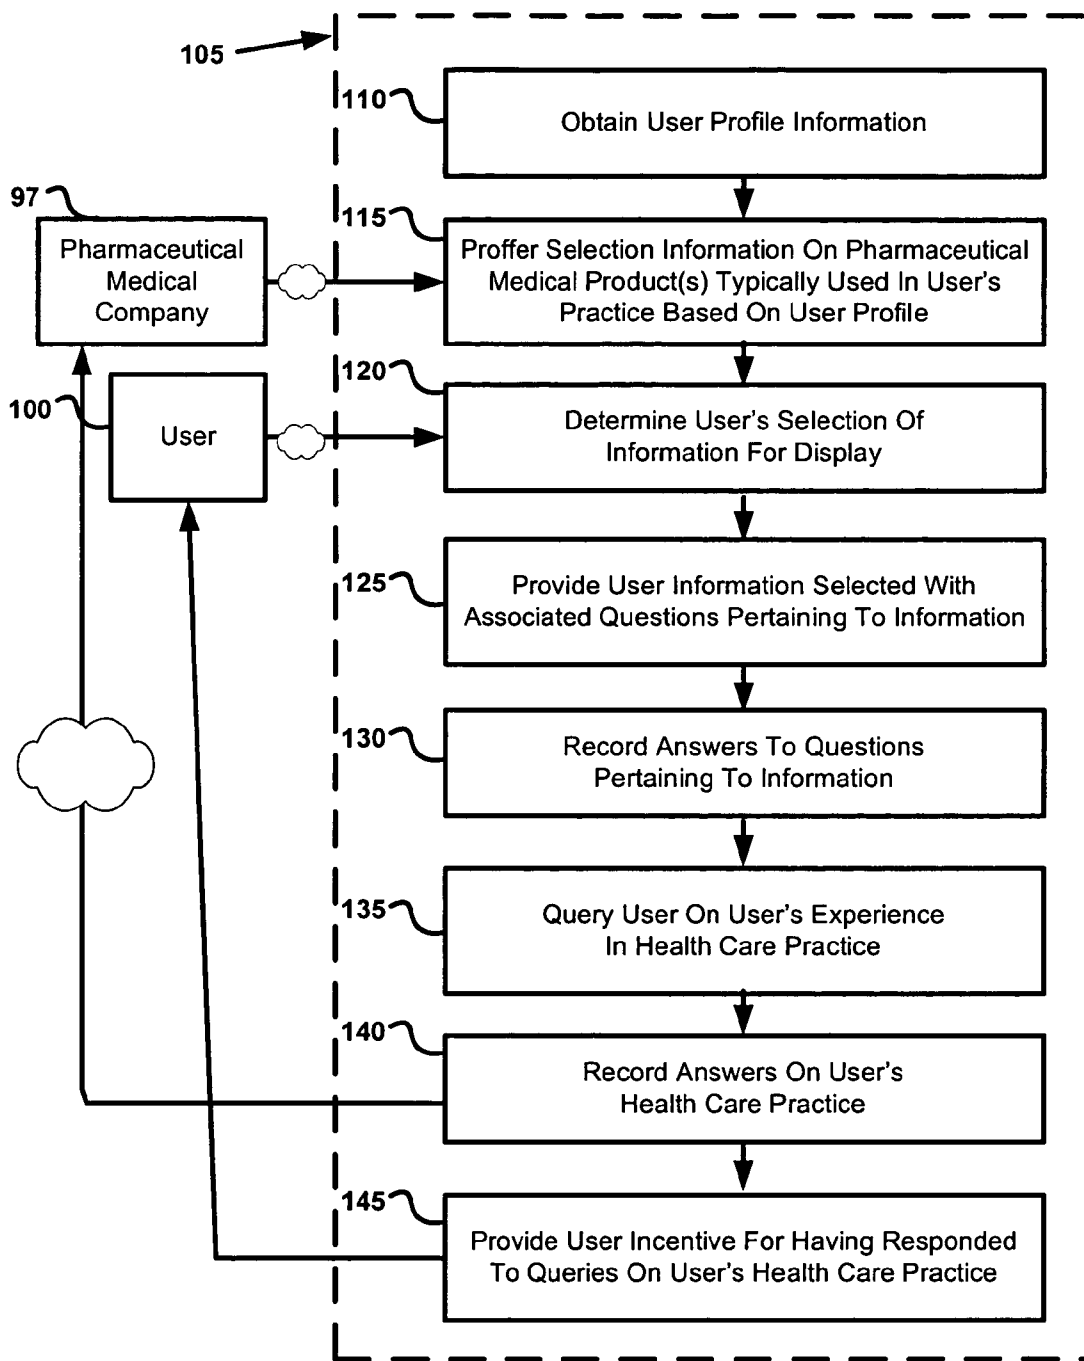 105
110
Obtain User Profile Information
97
Pharmaceutical
Medical
Company
115
Proffer Selection Information On Pharmaceutical
Medical Product(s) Typically Used In User's
Practice Based On User Profile
100
User
120
Determine User's Selection Of
Information For Display
125
Provide User Information Selected With
Associated Questions Pertaining To Information
130
Record Answers To Questions
Pertaining To Information
135
Query User On User's Experience
In Health Care Practice
140
Record Answers On User's
Health Care Practice
145
Provide User Incentive For Having Responded
To Queries On User's Health Care Practice